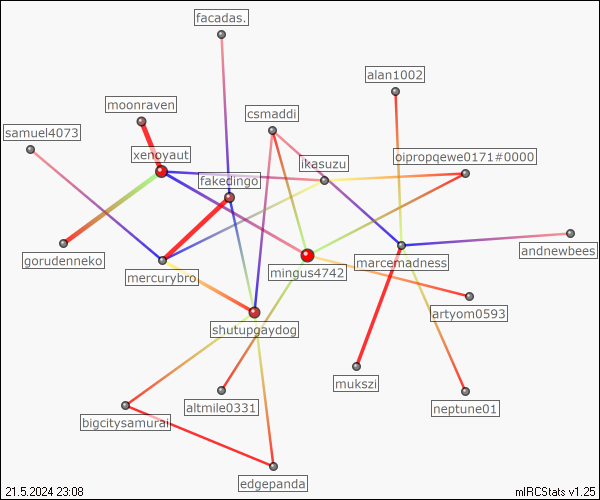 facadas.
alan1002
moonraven
csmaddi
samuel4073
xenoyaut
ikasuzu
oipropqewe0171#0000
fakedingo
gorudenneko
mercurybro
mingus4742
marcemadness
andnewbees
artyom0593
shutupgaydog
mukszi
altmile0331
neptune01
bigcitysamurai
edgepanda
21.5.2024 23:08
mIRCStats v1.25